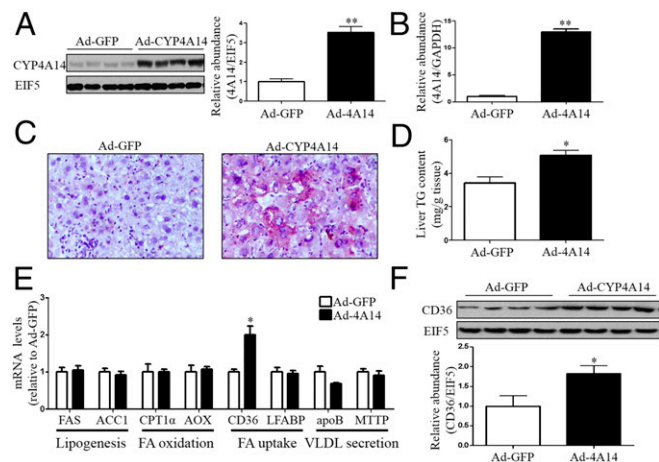 A
Ad-GFP Ad-CYP4A14
CYP4A14
EIF5
Relative abundance
(4A14/EIF5)
5
4
3
2
1
0
**
Ad-GFP Ad-4A14
B
Relative abundance
(4A14/GAPDH)
15
10
5
0
**
Ad-GFP Ad-4A14
C
Ad-GFP Ad-CYP4A14
D
Liver TG content
(mg/g tissue)
6
4
2
0
*
Ad-GFP Ad-4A14
E
mRNA levels
(relative to Ad-GFP)
3
2
1
0
Ad-GFP
Ad-4A14
*
FAS ACC1 CPT1α AOX CD36 LFABP apoB MTTP
Lipogenesis FA oxidation FA uptake VLDL secretion
F
Ad-GFP Ad-CYP4A14
CD36
EIF5
Relative abundance
(CD36/EIF5)
2.5
2.0
1.5
1.0
0.5
0.0
*
Ad-GFP Ad-4A14